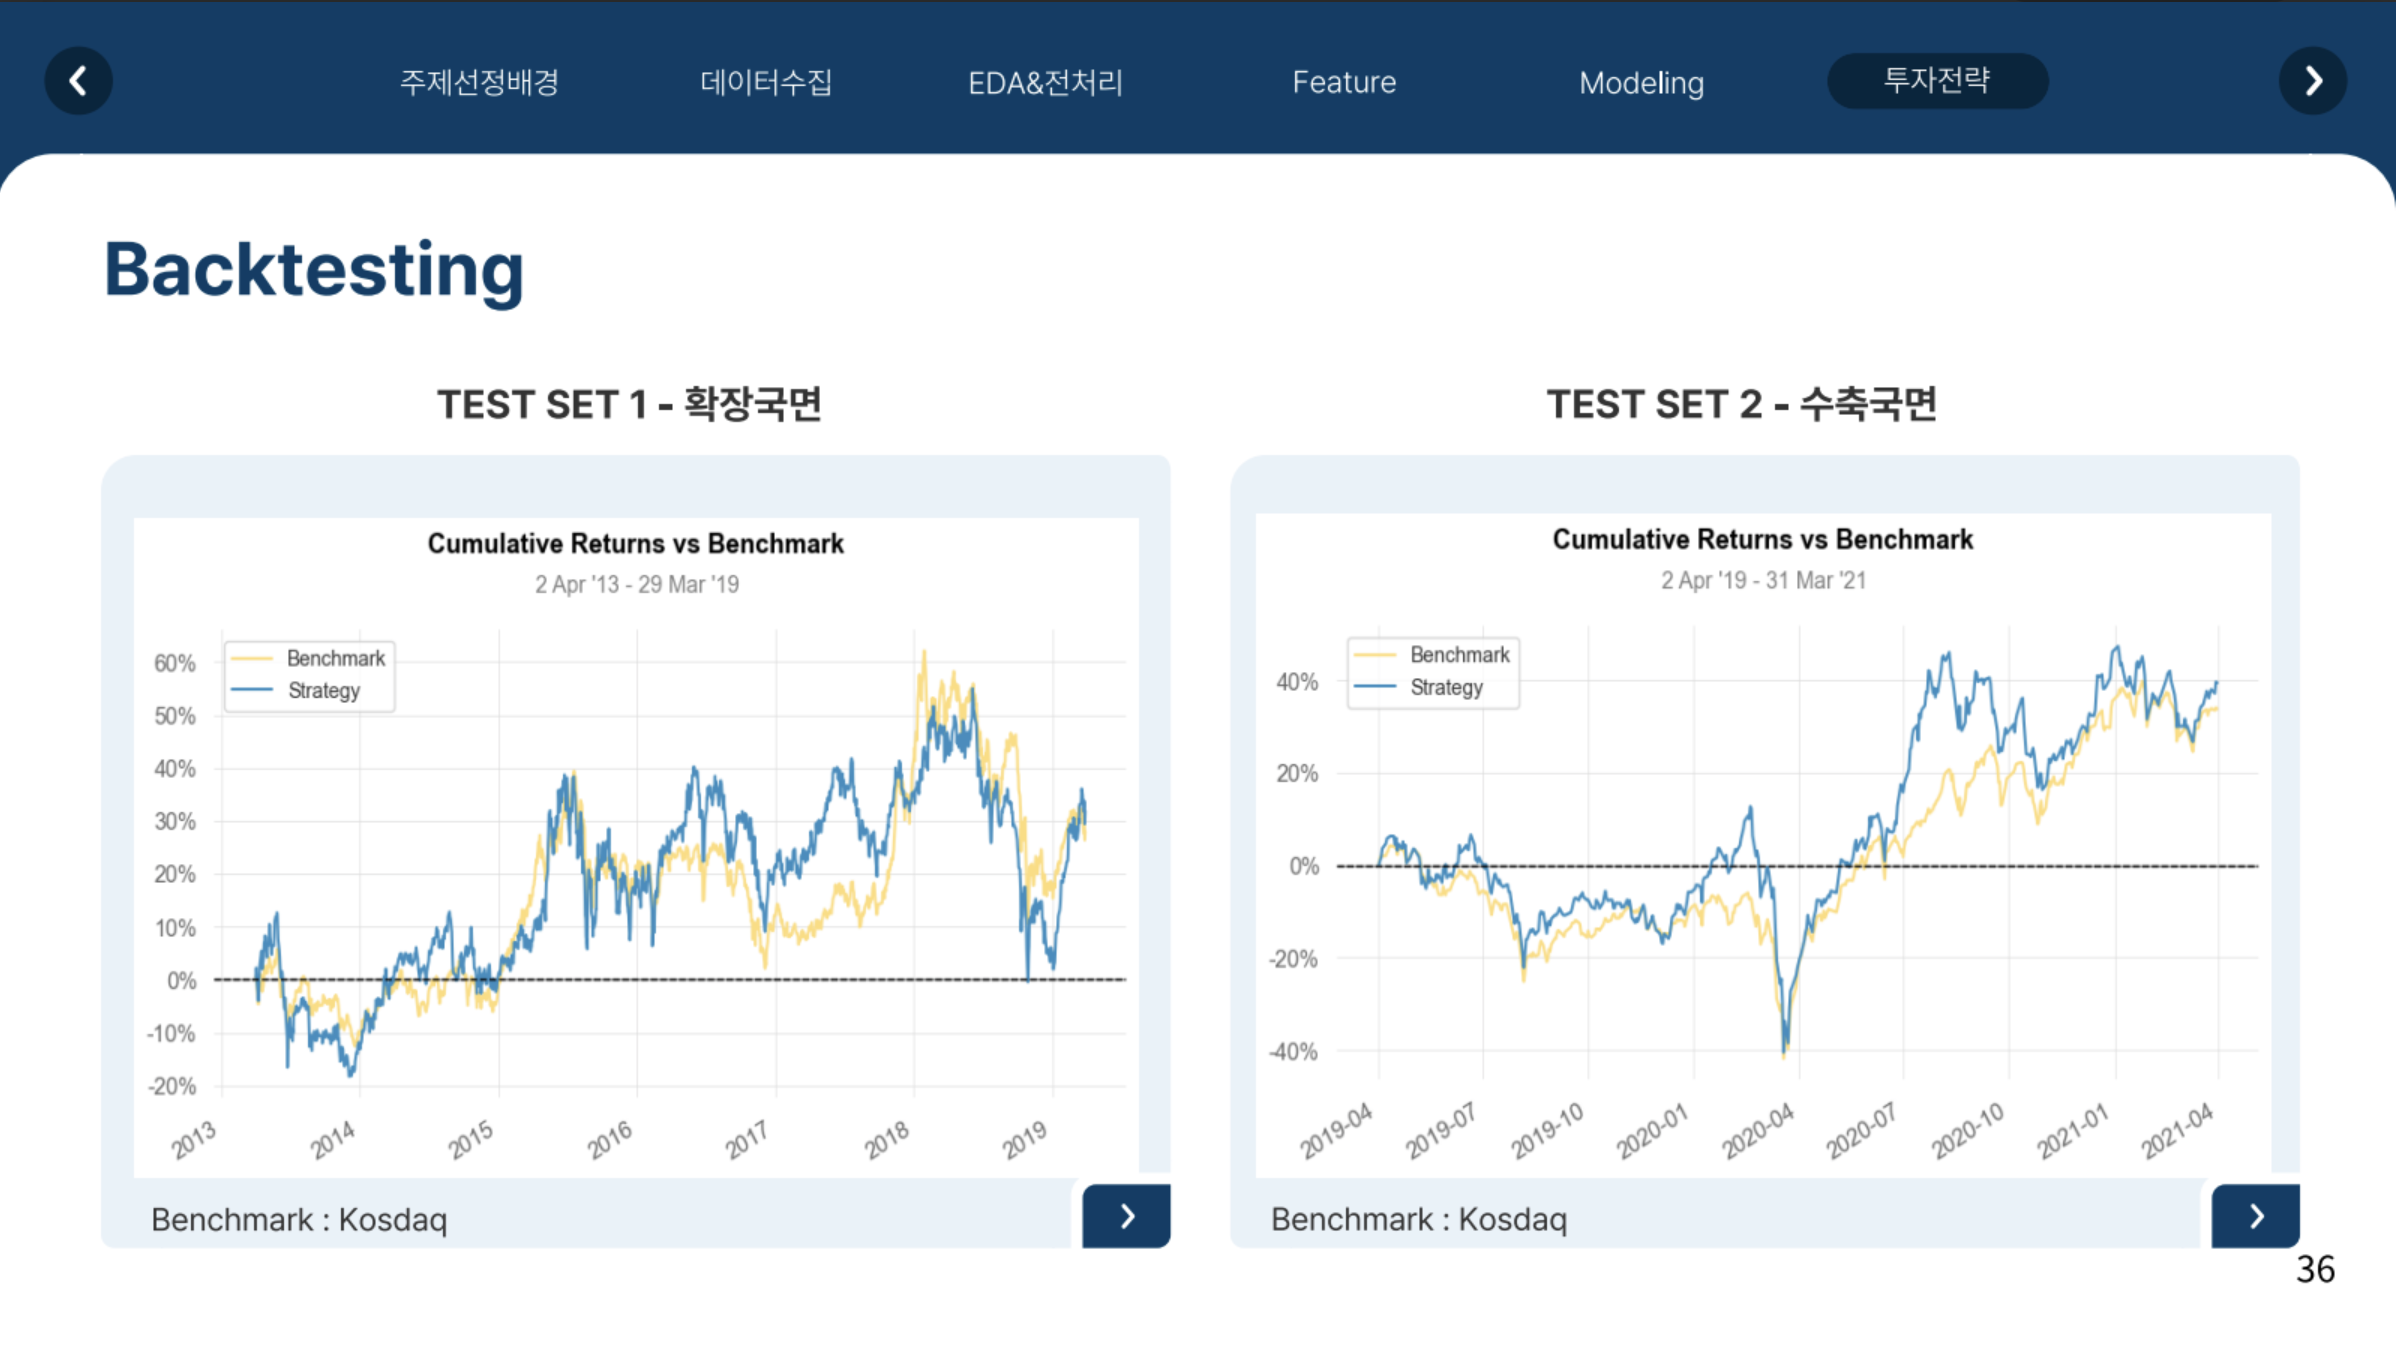 주제선정배경 데이터수집 EDA&전처리 Feature Modeling 투자전략
Backtesting
TEST SET 1 - 확장국면
Cumulative Returns vs Benchmark
2 Apr '13 - 29 Mar '19
Benchmark
Strategy
60%
50%
40%
30%
20%
10%
0%
-10%
-20%
2013 2014 2015 2016 2017 2018 2019
Benchmark : Kosdaq
TEST SET 2 - 수축국면
Cumulative Returns vs Benchmark
2 Apr '19 - 31 Mar '21
Benchmark
Strategy
40%
20%
0%
-20%
-40%
2019-04 2019-07 2019-10 2020-01 2020-04 2020-07 2020-10 2021-01 2021-04
Benchmark : Kosdaq
36